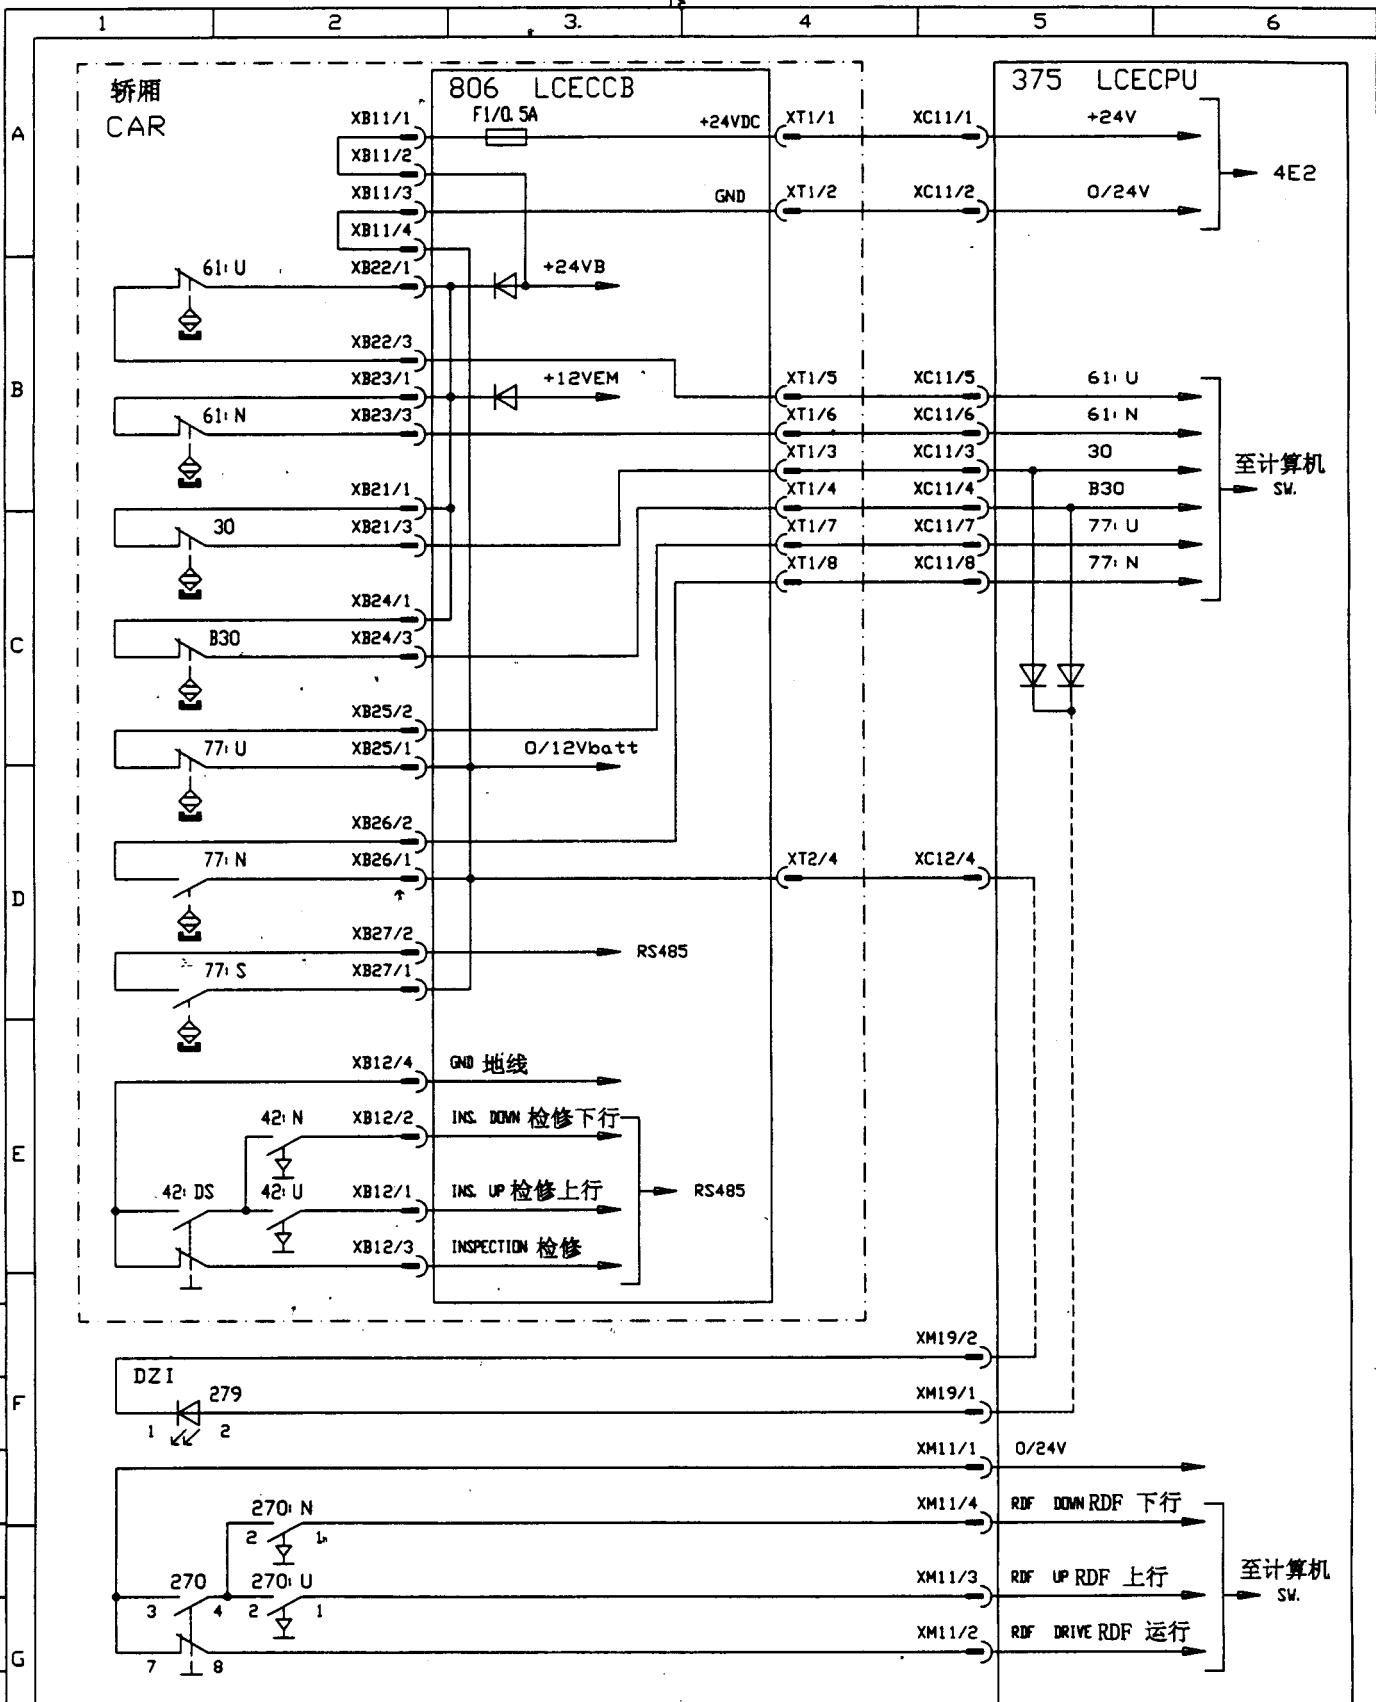 1 2 3. 4 5 6
轿厢
CAR
806 LCECCB
375 LCECPU
A
XB11/1 F1/0.5A +24VDC XT1/1 XC11/1 +24V
XB11/2
4E2
XB11/3 GND XT1/2 XC11/2 0/24V
XB11/4
61:U XB22/1 +24VB
XB22/3
B
XB23/1 +12VEM XT1/5 XC11/5 61:U
61:N XB23/3 XT1/6 XC11/6 61:N
XT1/3 XC11/3 30
至计算机
SW.
XB21/1 XT1/4 XC11/4 B30
30 XB21/3 XT1/7 XC11/7 77:U
XT1/8 XC11/8 77:N
XB24/1
C
B30 XB24/3
XB25/2
77:U XB25/1 0/12Vbatt
XB26/2
77:N XB26/1 XT2/4 XC12/4
D
XB27/2 RS485
77:S XB27/1
XB12/4 GND 地线
42:N XB12/2 INS. DOWN 检修下行
E
42:DS 42:U XB12/1 INS. UP 检修上行 RS485
XB12/3 INSPECTION 检修
XM19/2
DZI
F
279 XM19/1
1 2
XM11/1 0/24V
270:N XM11/4 RDF DOWN RDF 下行
2 1
270 270:U XM11/3 RDF UP RDF 上行
至计算机
SW.
3 4 2 1
XM11/2 RDF DRIVE RDF 运行
G
7 8